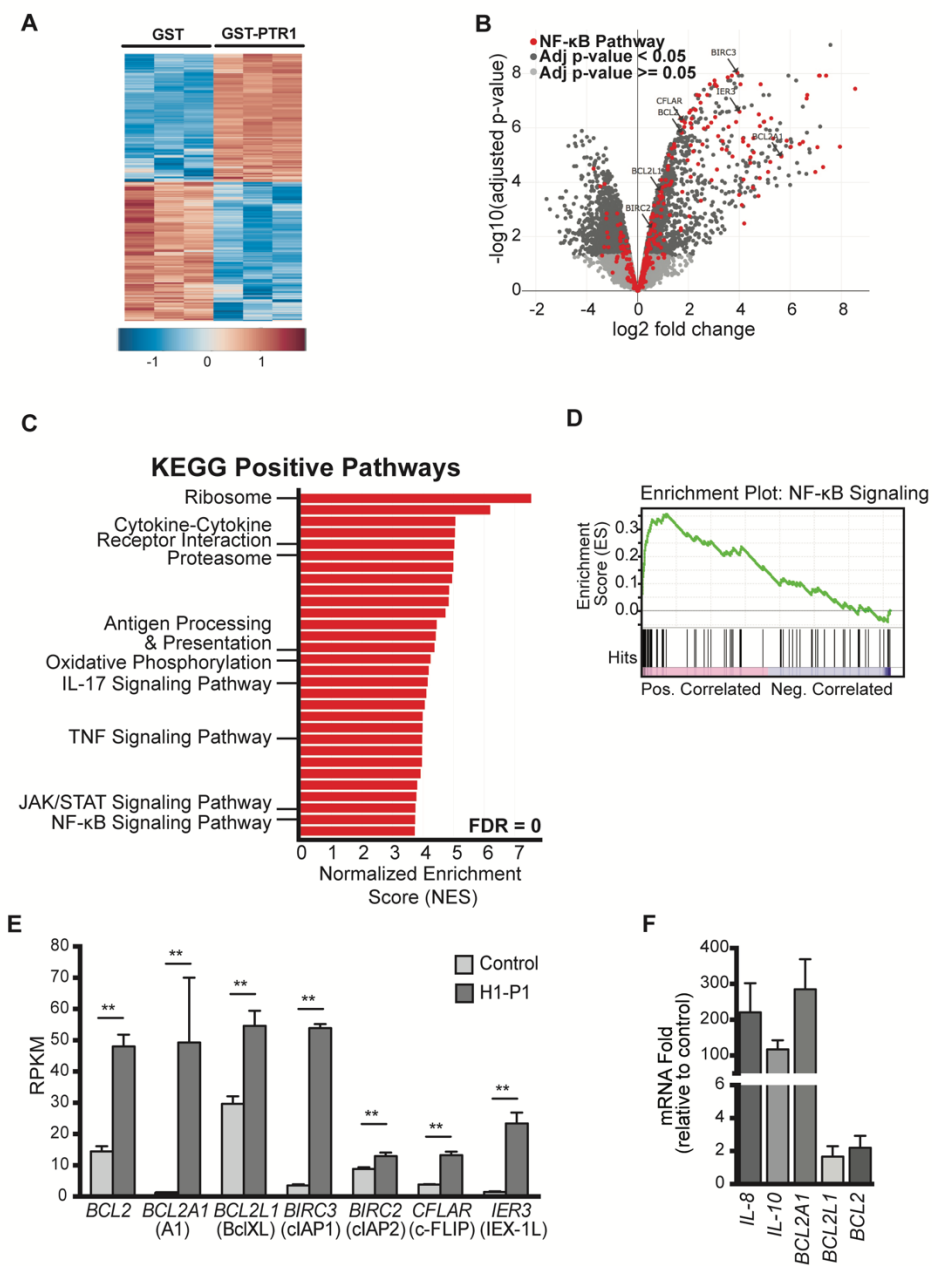 A
GST GST-PTR1
-1 0 1
B
NF-κB Pathway
Adj p-value < 0.05
Adj p-value >= 0.05
BIRC3
IER3
CFLAR
BCL2
BCL2A1
BCL2L1
BIRC2
8
6
4
2
0
-log10(adjusted p-value)
-2 -4 0 0 2 4 6 8
log2 fold change
C
KEGG Positive Pathways
Ribosome
Cytokine-Cytokine
Receptor Interaction
Proteasome
Antigen Processing
& Presentation
Oxidative Phosphorylation
IL-17 Signaling Pathway
TNF Signaling Pathway
JAK/STAT Signaling Pathway
NF-κB Signaling Pathway
FDR = 0
0 1 2 3 4 5 6 7
Normalized Enrichment
Score (NES)
D
Enrichment Plot: NF-κB Signaling
Enrichment
Score (ES)
0.3
0.2
0.1
0.0
Hits
Pos. Correlated Neg. Correlated
E
RPKM
80
70
60
50
40
30
20
10
0
** ** ** ** ** ** **
Control
H1-P1
BCL2 BCL2A1 BCL2L1 BIRC3 BIRC2 CFLAR IER3
(A1) (BclXL) (cIAP1) (cIAP2) (c-FLIP) (IEX-1L)
F
mRNA Fold
(relative to control)
400
300
200
100
6
4
2
0
IL-8
IL-10
BCL2A1
BCL2L1
BCL2